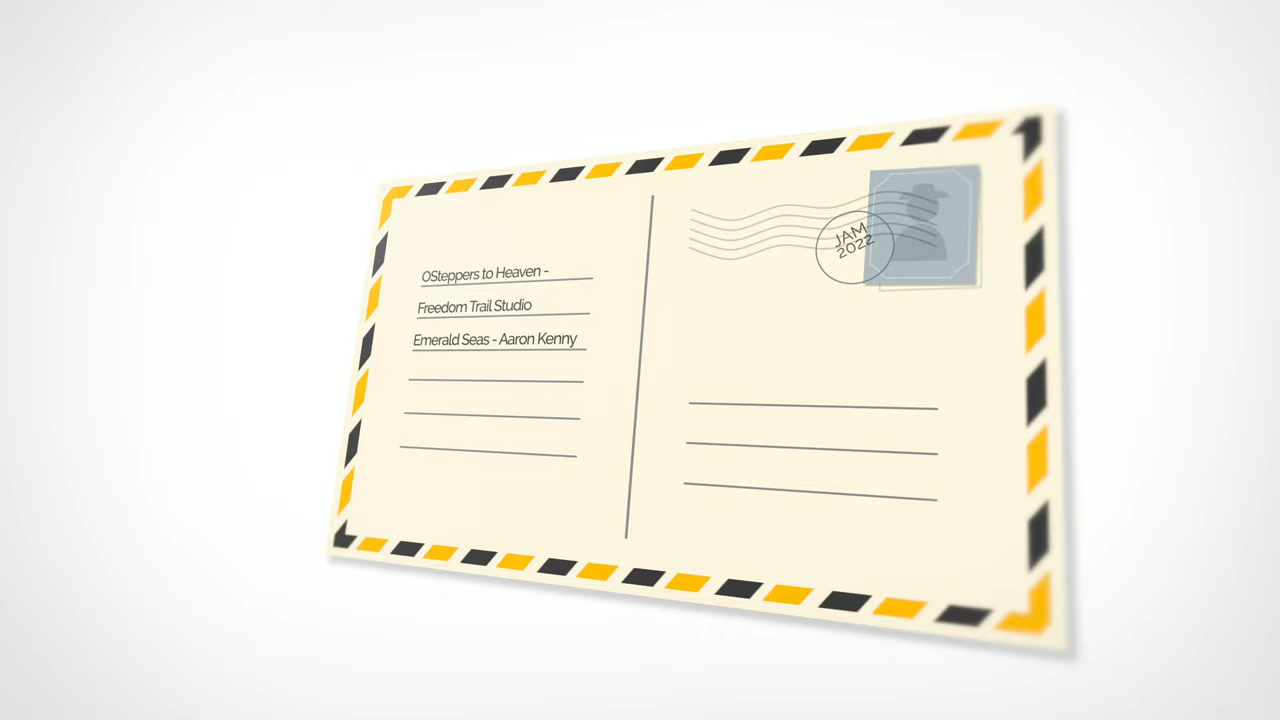 OSteppers to Heaven -
Freedom Trail Studio
Emerald Seas - Aaron Kenny
JAM
2022